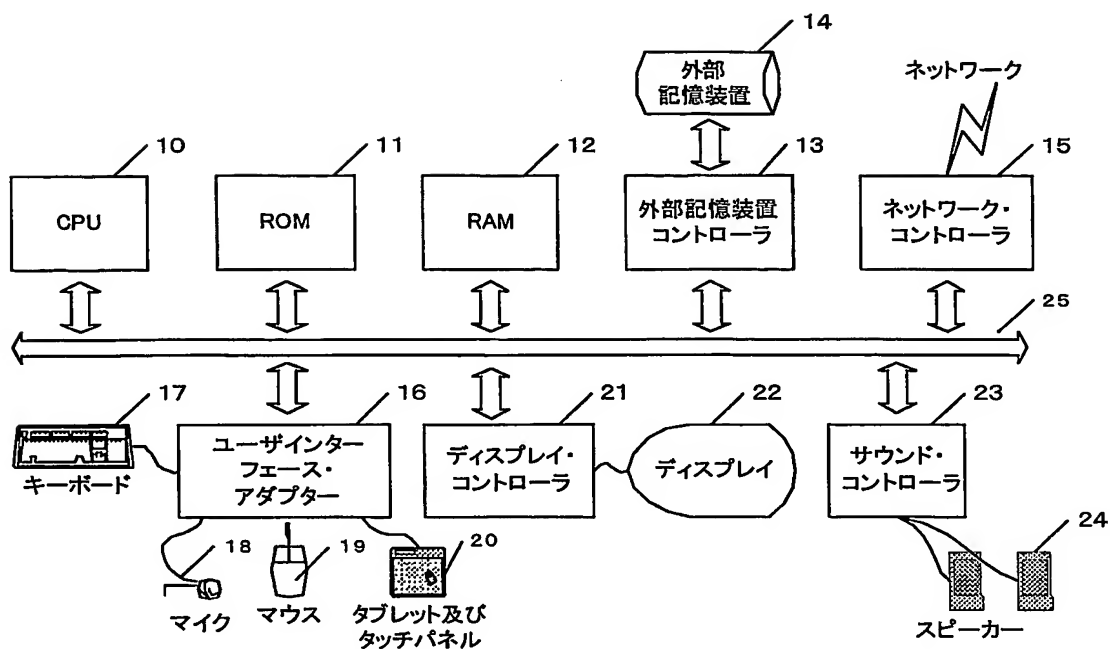 14
外部
記憶装置
ネットワーク
10
11
12
13
15
CPU
ROM
RAM
外部記憶装置
コントローラ
ネットワーク・
コントローラ
25
17
16
21
22
23
キーボード
ユーザインター
フェース・
アダプター
ディスプレイ・
コントローラ
ディスプレイ
サウンド・
コントローラ
18
19
20
24
マイク
マウス
タブレット及び
タッチパネル
スピーカー